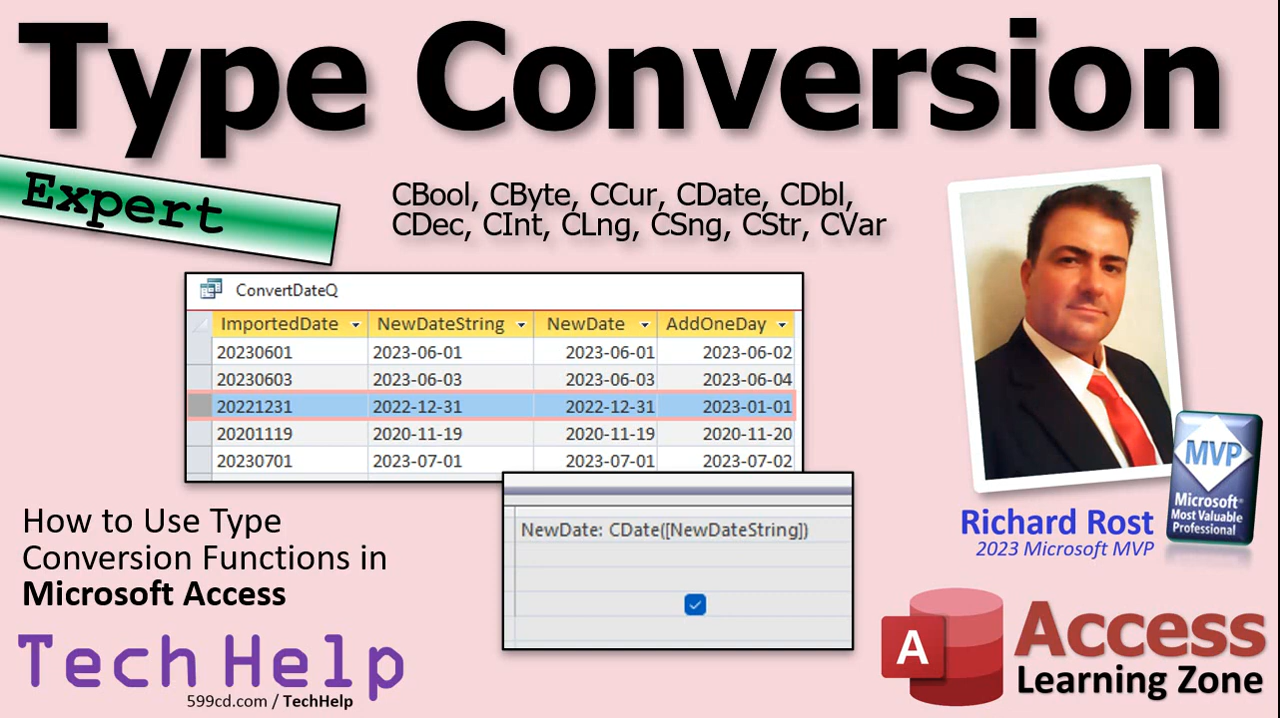 Type Conversion
Expert
CBool, CByte, CCur, CDate, CDbl,
CDec, CInt, CLng, CSng, CStr, CVar
ConvertDateQ
ImportedDate NewDateString NewDate AddOneDay
20230601 2023-06-01 2023-06-01 2023-06-02
20230603 2023-06-03 2023-06-03 2023-06-04
20221231 2022-12-31 2022-12-31 2023-01-01
20201119 2020-11-19 2020-11-19 2020-11-20
20230701 2023-07-01 2023-07-01 2023-07-02
NewDate: CDate([NewDateString])
How to Use Type
Conversion Functions in
Microsoft Access
TechHelp
599cd.com / TechHelp
MVP
Microsoft®
Most Valuable
Professional
Richard Rost
2023 Microsoft MVP
A
Access
Learning Zone